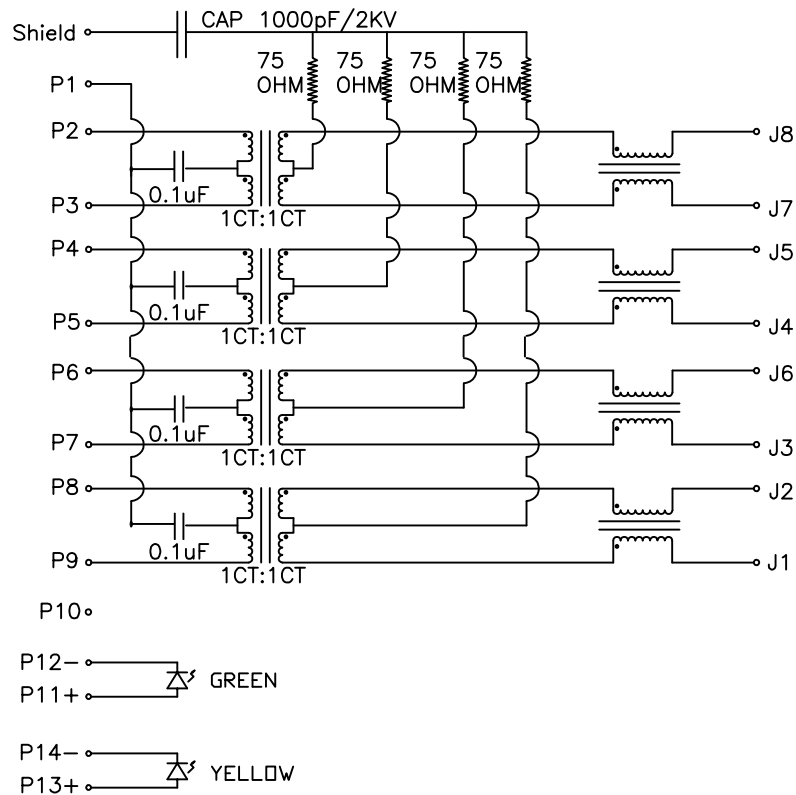 Shield CAP 1000pF/2KV
75 75 75 75
OHM OHM OHM OHM
P1
P2 J8
0.1uF
P3 J7
1CT:1CT
P4 J5
0.1uF
P5 J4
1CT:1CT
P6 J6
0.1uF
P7 J3
1CT:1CT
P8 J2
0.1uF
P9 J1
1CT:1CT
P10
P12-
GREEN
P11+
P14-
YELLOW
P13+